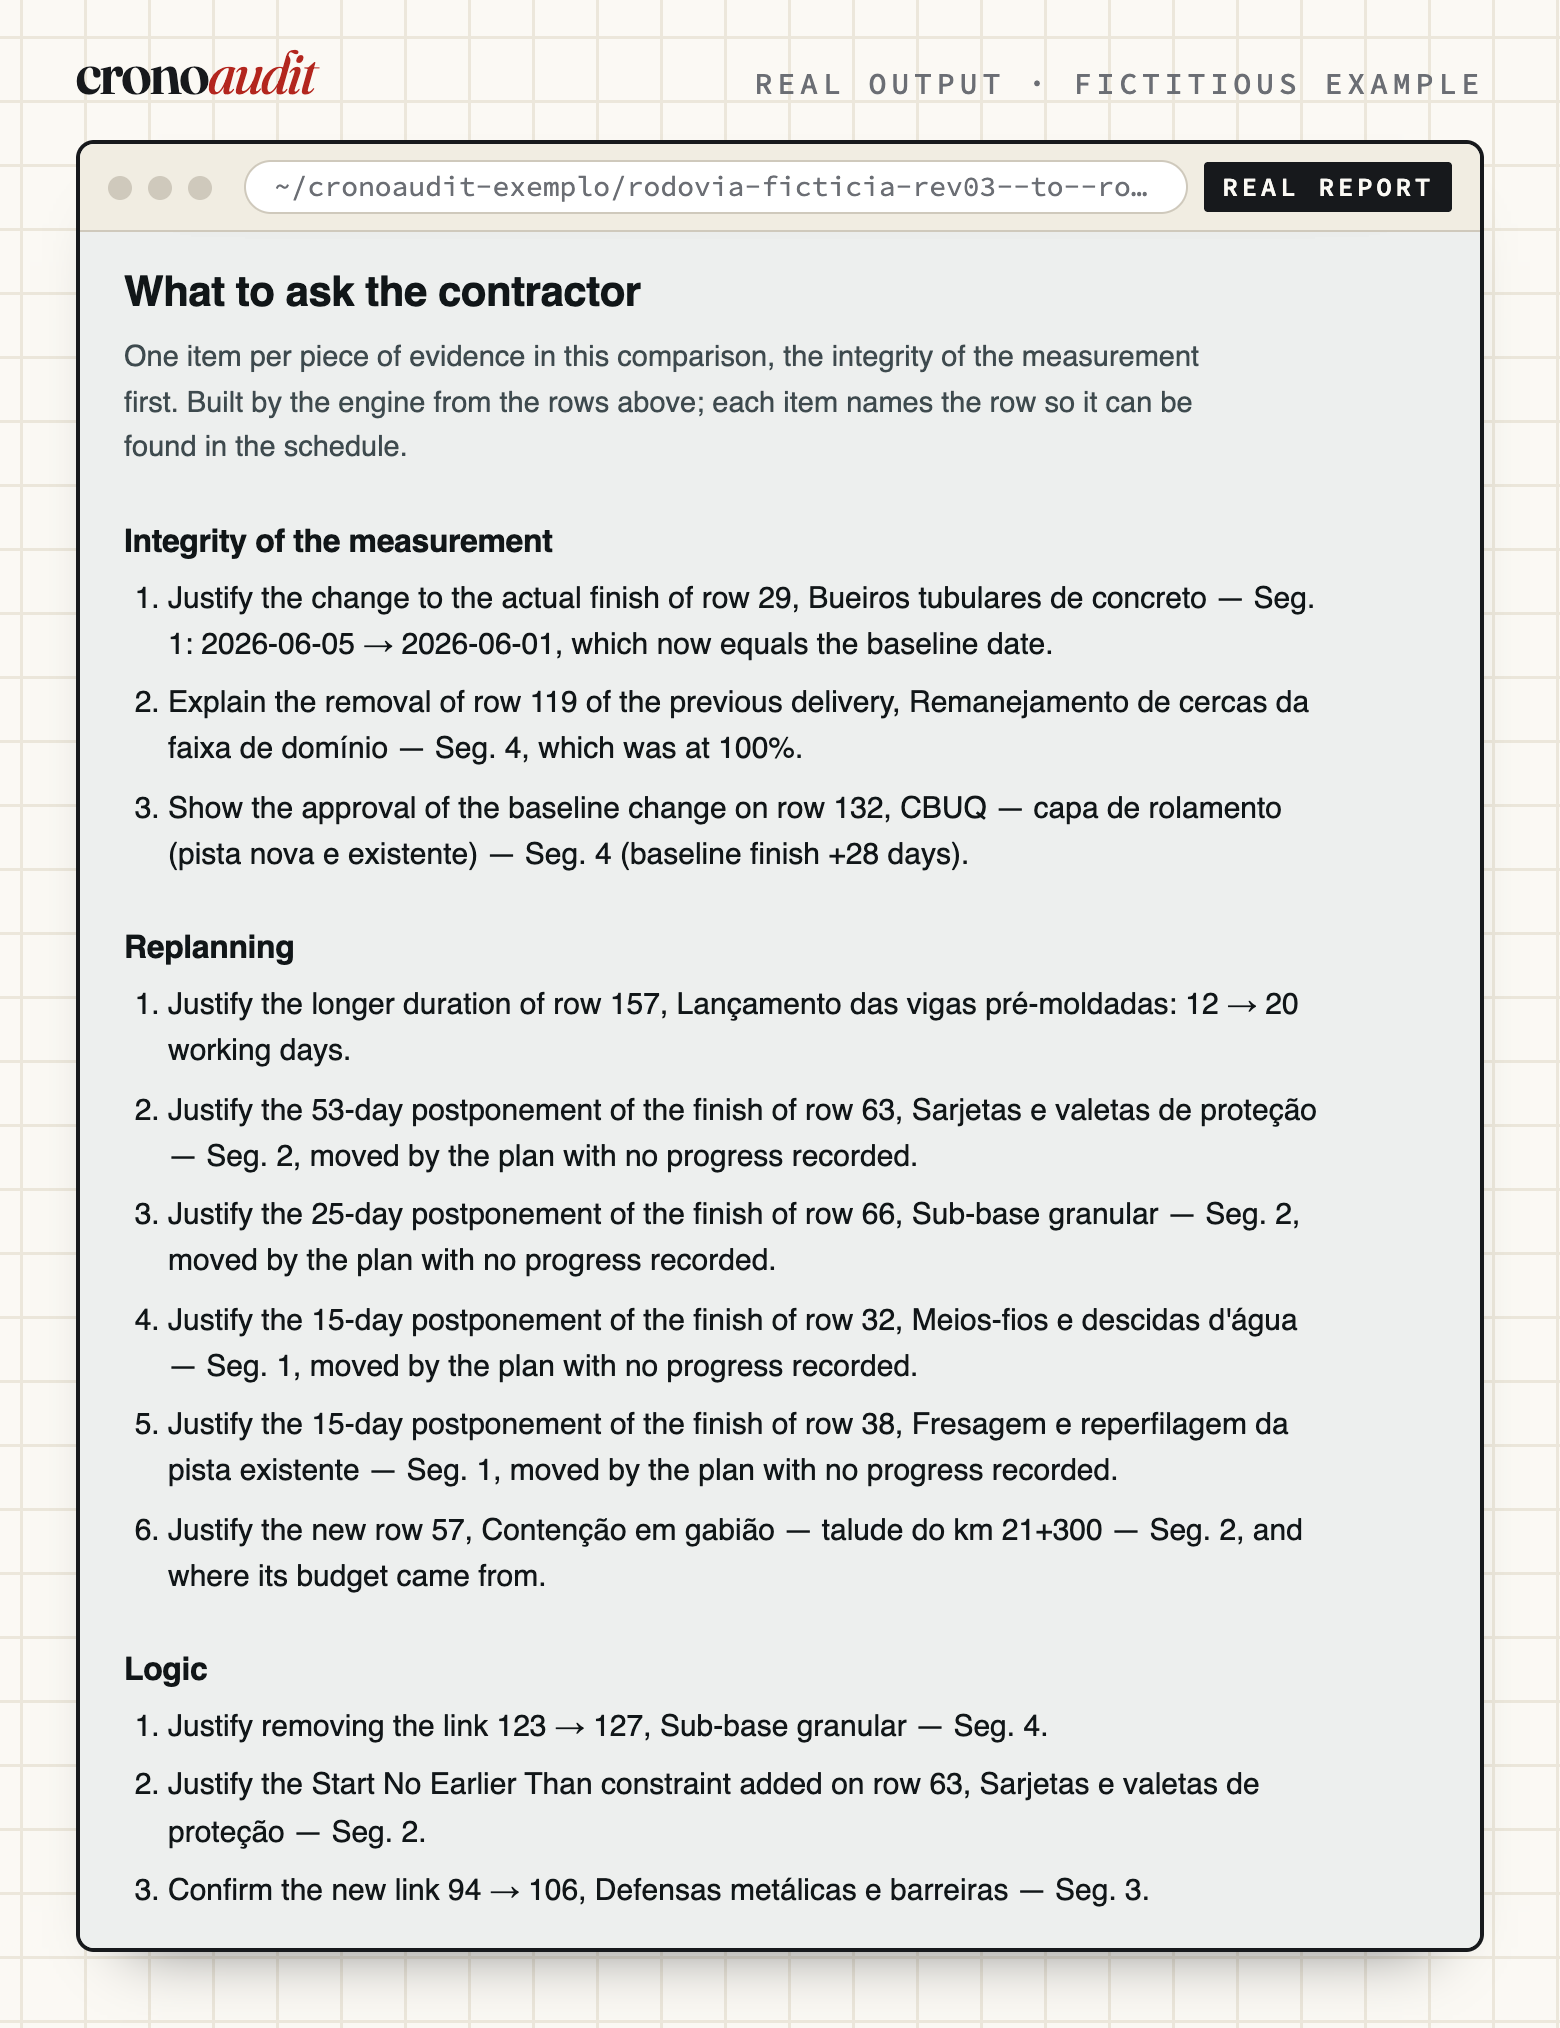 cronoaudit
REAL OUTPUT · FICTITIOUS EXAMPLE
~/cronoaudit-exemplo/rodovia-ficticia-rev03--to--ro…
REAL REPORT
What to ask the contractor
One item per piece of evidence in this comparison, the integrity of the measurement
first. Built by the engine from the rows above; each item names the row so it can be
found in the schedule.
Integrity of the measurement
1. Justify the change to the actual finish of row 29, Bueiros tubulares de concreto — Seg.
1: 2026-06-05 → 2026-06-01, which now equals the baseline date.
2. Explain the removal of row 119 of the previous delivery, Remanejamento de cercas da
faixa de domínio — Seg. 4, which was at 100%.
3. Show the approval of the baseline change on row 132, CBUQ — capa de rolamento
(pista nova e existente) — Seg. 4 (baseline finish +28 days).
Replanning
1. Justify the longer duration of row 157, Lançamento das vigas pré-moldadas: 12 → 20
working days.
2. Justify the 53-day postponement of the finish of row 63, Sarjetas e valetas de proteção
— Seg. 2, moved by the plan with no progress recorded.
3. Justify the 25-day postponement of the finish of row 66, Sub-base granular — Seg. 2,
moved by the plan with no progress recorded.
4. Justify the 15-day postponement of the finish of row 32, Meios-fios e descidas d'água
— Seg. 1, moved by the plan with no progress recorded.
5. Justify the 15-day postponement of the finish of row 38, Fresagem e reperfilagem da
pista existente — Seg. 1, moved by the plan with no progress recorded.
6. Justify the new row 57, Contenção em gabião — talude do km 21+300 — Seg. 2, and
where its budget came from.
Logic
1. Justify removing the link 123 → 127, Sub-base granular — Seg. 4.
2. Justify the Start No Earlier Than constraint added on row 63, Sarjetas e valetas de
proteção — Seg. 2.
3. Confirm the new link 94 → 106, Defensas metálicas e barreiras — Seg. 3.